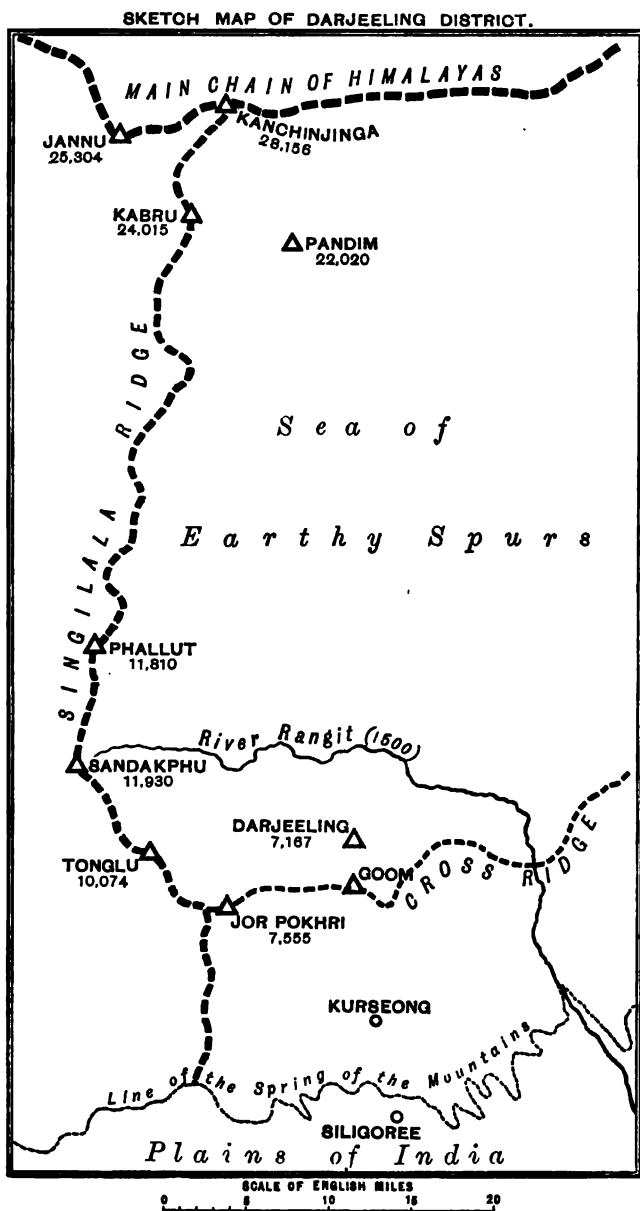 SKETCH MAP OF DARJEELING DISTRICT.
MAIN CHAIN OF HIMALAYAS
KANCHINJINGA
28,156
JANNU
25,304
KABRU
24,015
PANDIM
22,020
SINGILALA RIDGE
Sea of
Earthy Spurs
PHALLUT
11,810
River Rangit (1500)
SANDAKPHU
11,930
DARJEELING
7,167
TONGLU
10,074
GOOM
CROSS RIDGE
JOR POKHRI
7,555
KURSEONG
Line of the Spring of the Mountains
SILIGOREE
Plains of India
SCALE OF ENGLISH MILES
0 5 10 15 20